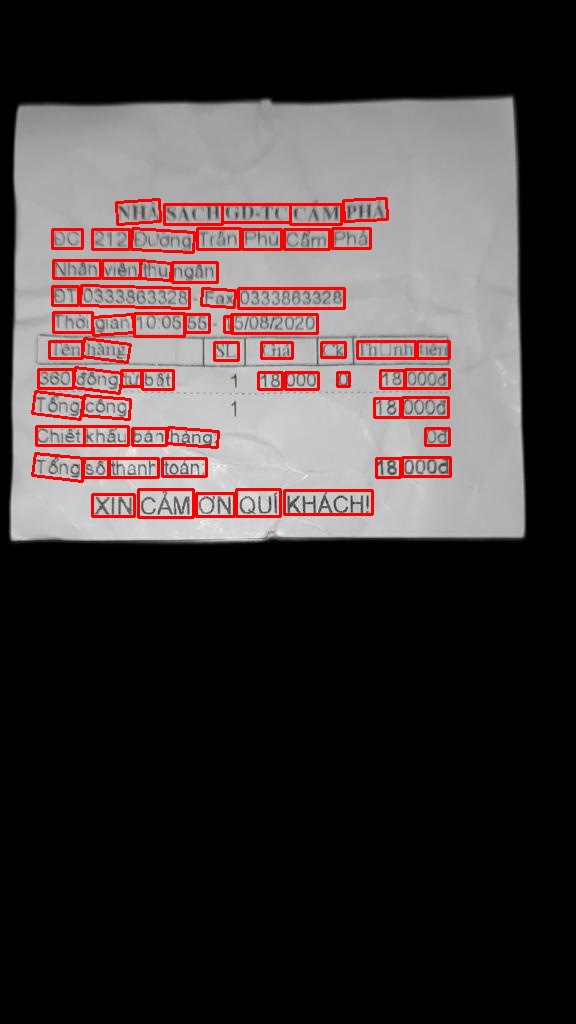 NHÀ SÁCH GD-TC CẨM PHẢ
ĐC 212 Đường Trần Phú Cẩm Phả
Nhân viên thu ngân
ĐT 0333863328 - Fax 0333863328
Thời gian 10:05 55 - 15/08/2020
Tên hàng SL Giá Ck Th□nh tiền
360 động từ bất 1 18 000 0 18 000đ
Tổng cộng 1 18 000đ
Chiết khấu bán hàng: 0đ
Tổng số thanh toán: 18 000đ
XIN CẢM ƠN QUÍ KHÁCH!